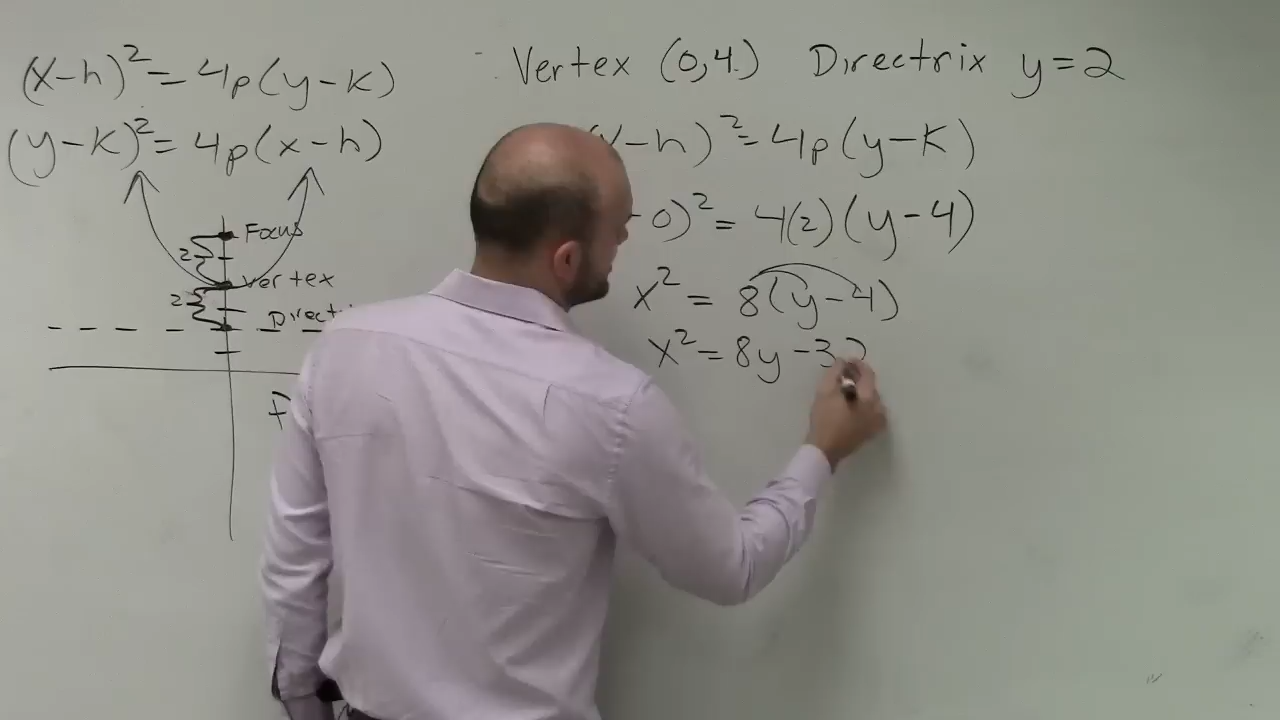 (x-h)² = 4p(y-k)
(y-k)² = 4p(x-h)
Focus
2
Vertex
2
Vertex (0,4) Directrix y=2
-h)² = 4p(y-k)
-0)² = 4(2)(y-4)
x² = 8(y-4)
x² = 8y-32